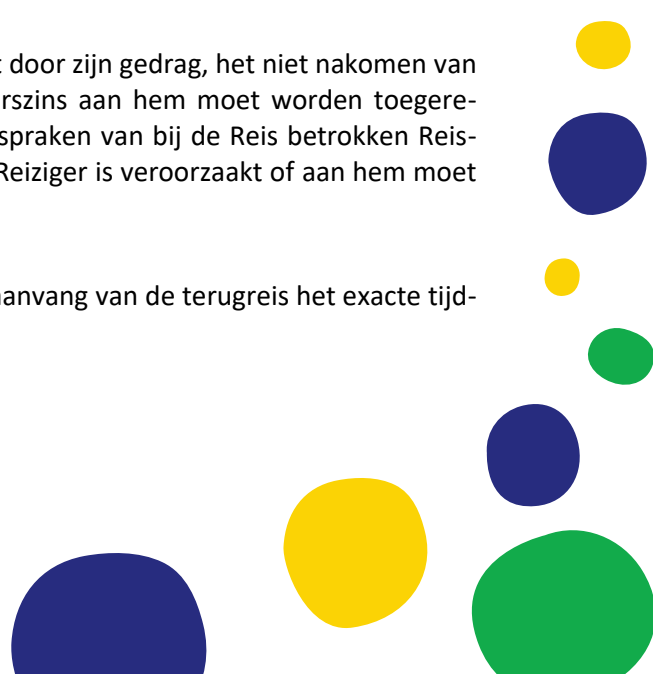 t door zijn gedrag, het niet nakomen van
rszins aan hem moet worden toegere-
spraken van bij de Reis betrokken Reis-
Reiziger is veroorzaakt of aan hem moet
anvang van de terugreis het exacte tijd-